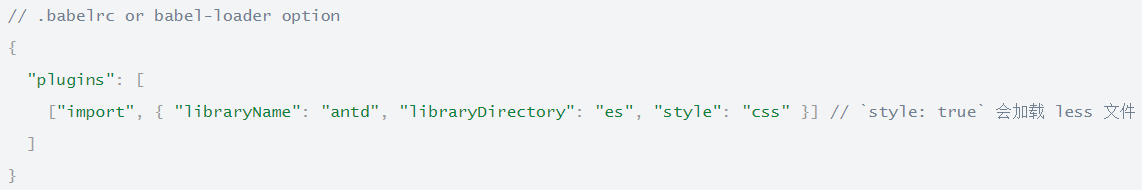 // .babelrc or babel-loader option
{
  "plugins": [
    ["import", { "libraryName": "antd", "libraryDirectory": "es", "style": "css" }] // `style: true` 会加载 less 文件
  ]
}